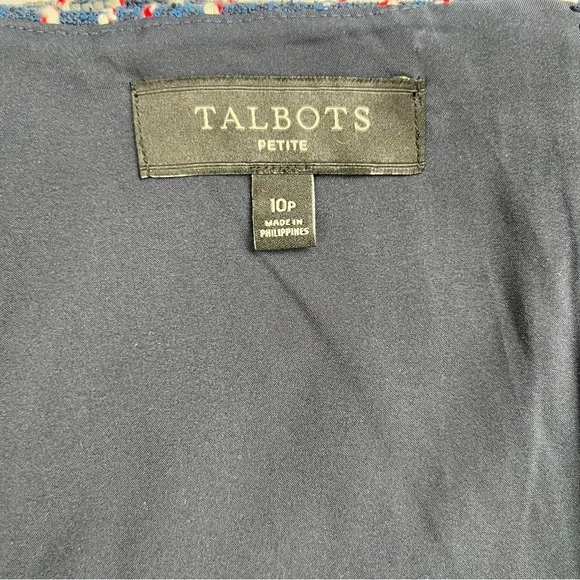 TALBOTS
PETITE
10P
MADE IN
PHILIPPINES